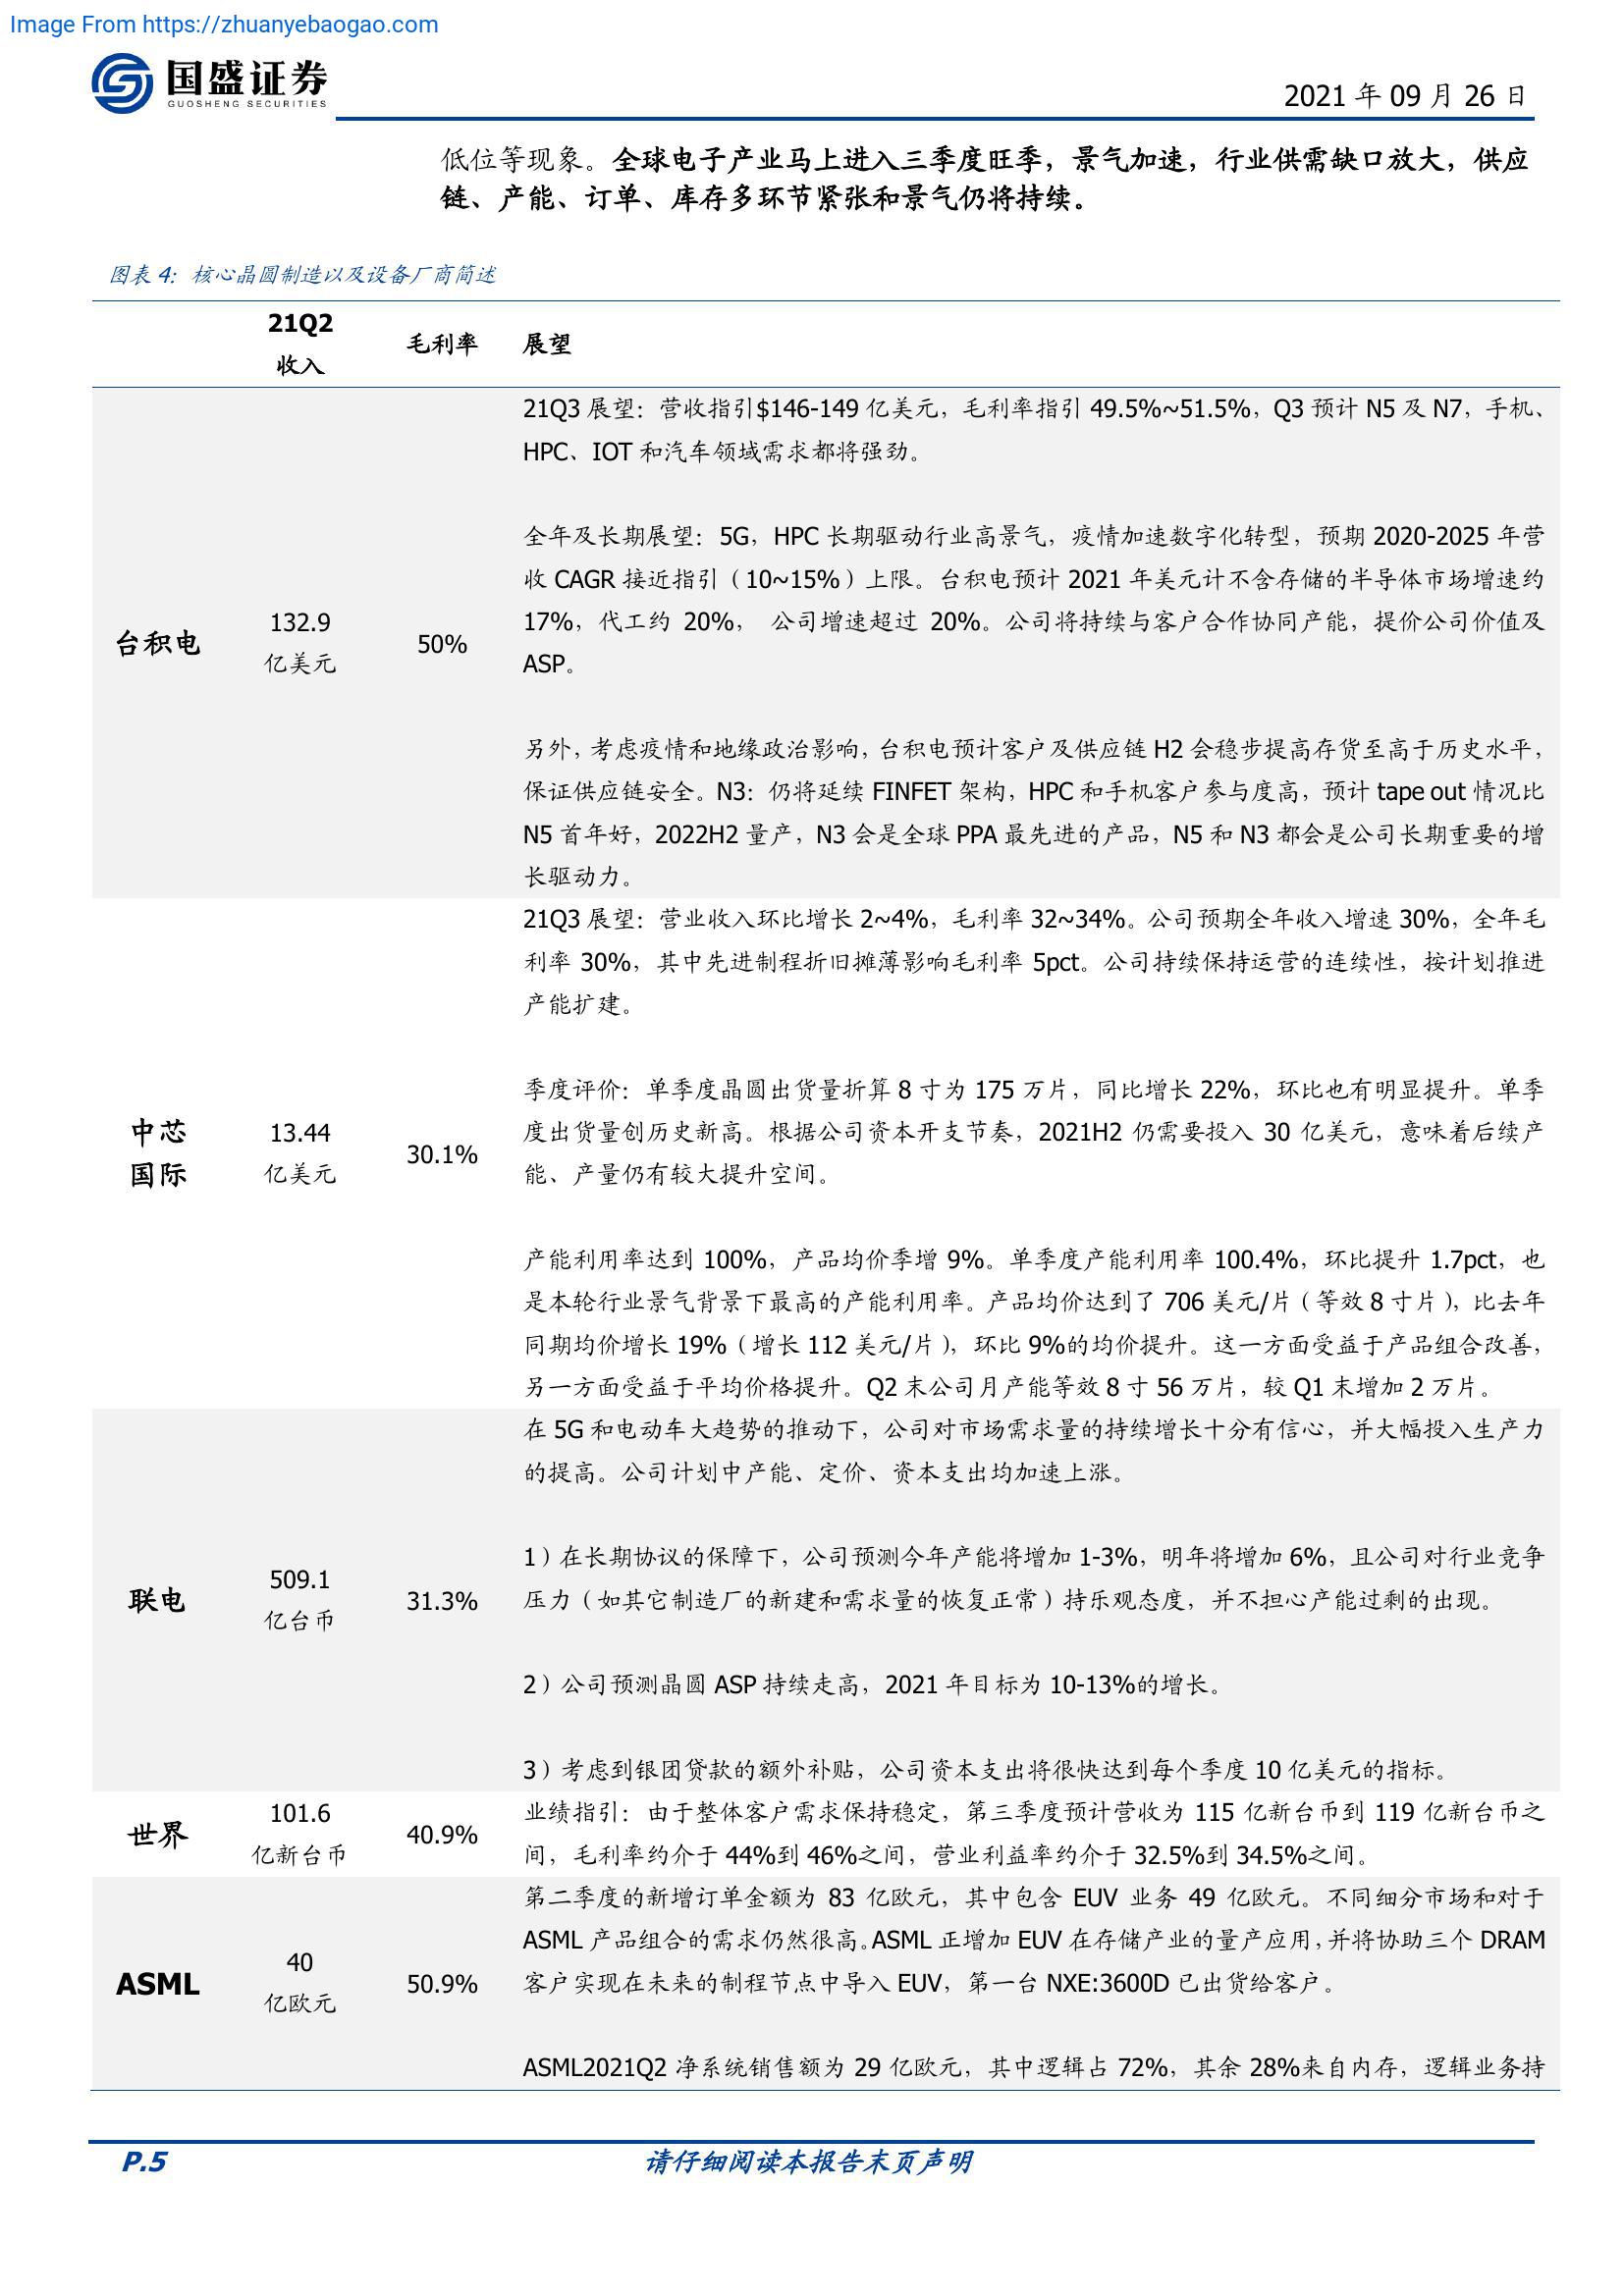 Image From https://zhuanyebaogao.com
国盛证券
GUOSHENG SECURITIES
2021 年 09 月 26 日
低位等现象。全球电子产业马上进入三季度旺季，景气加速，行业供需缺口放大，供应
链、产能、订单、库存多环节紧张和景气仍将持续。
图表 4：核心晶圆制造以及设备厂商简述
21Q2
收入
毛利率
展望
台积电
132.9
亿美元
50%
21Q3 展望：营收指引$146-149 亿美元，毛利率指引 49.5%~51.5%，Q3 预计 N5 及 N7，手机、
HPC、IOT 和汽车领域需求都将强劲。
全年及长期展望：5G，HPC 长期驱动行业高景气，疫情加速数字化转型，预期 2020-2025 年营
收 CAGR 接近指引（10~15%）上限。台积电预计 2021 年美元计不含存储的半导体市场增速约
17%，代工约 20%， 公司增速超过 20%。公司将持续与客户合作协同产能，提价公司价值及
ASP。
另外，考虑疫情和地缘政治影响，台积电预计客户及供应链 H2 会稳步提高存货至高于历史水平，
保证供应链安全。N3：仍将延续 FINFET 架构，HPC 和手机客户参与度高，预计 tape out 情况比
N5 首年好，2022H2 量产，N3 会是全球 PPA 最先进的产品，N5 和 N3 都会是公司长期重要的增
长驱动力。
中芯
国际
13.44
亿美元
30.1%
21Q3 展望：营业收入环比增长 2~4%，毛利率 32~34%。公司预期全年收入增速 30%，全年毛
利率 30%，其中先进制程折旧摊薄影响毛利率 5pct。公司持续保持运营的连续性，按计划推进
产能扩建。
季度评价：单季度晶圆出货量折算 8 寸为 175 万片，同比增长 22%，环比也有明显提升。单季
度出货量创历史新高。根据公司资本开支节奏，2021H2 仍需要投入 30 亿美元，意味着后续产
能、产量仍有较大提升空间。
产能利用率达到 100%，产品均价季增 9%。单季度产能利用率 100.4%，环比提升 1.7pct，也
是本轮行业景气背景下最高的产能利用率。产品均价达到了 706 美元/片（等效 8 寸片），比去年
同期均价增长 19%（增长 112 美元/片），环比 9%的均价提升。这一方面受益于产品组合改善，
另一方面受益于平均价格提升。Q2 末公司月产能等效 8 寸 56 万片，较 Q1 末增加 2 万片。
联电
509.1
亿台币
31.3%
在 5G 和电动车大趋势的推动下，公司对市场需求量的持续增长十分有信心，并大幅投入生产力
的提高。公司计划中产能、定价、资本支出均加速上涨。
1）在长期协议的保障下，公司预测今年产能将增加 1-3%，明年将增加 6%，且公司对行业竞争
压力（如其它制造厂的新建和需求量的恢复正常）持乐观态度，并不担心产能过剩的出现。
2）公司预测晶圆 ASP 持续走高，2021 年目标为 10-13%的增长。
3）考虑到银团贷款的额外补贴，公司资本支出将很快达到每个季度 10 亿美元的指标。
世界
101.6
亿新台币
40.9%
业绩指引：由于整体客户需求保持稳定，第三季度预计营收为 115 亿新台币到 119 亿新台币之
间，毛利率约介于 44%到 46%之间，营业利益率约介于 32.5%到 34.5%之间。
ASML
40
亿欧元
50.9%
第二季度的新增订单金额为 83 亿欧元，其中包含 EUV 业务 49 亿欧元。不同细分市场和对于
ASML 产品组合的需求仍然很高。ASML 正增加 EUV 在存储产业的量产应用，并将协助三个 DRAM
客户实现在未来的制程节点中导入 EUV，第一台 NXE:3600D 已出货给客户。
ASML2021Q2 净系统销售额为 29 亿欧元，其中逻辑占 72%，其余 28%来自内存，逻辑业务持
P.5
请仔细阅读本报告末页声明